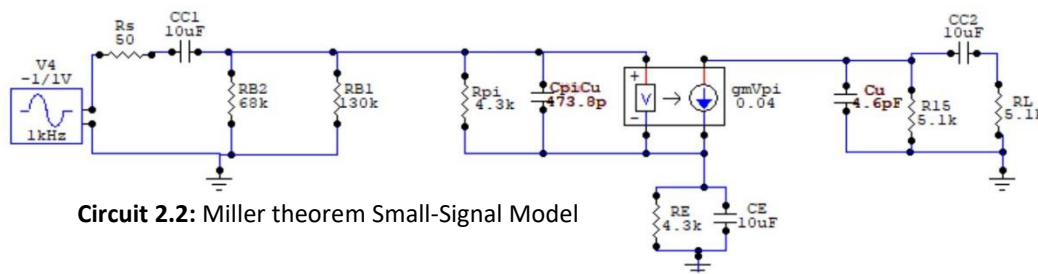 V4
-1/1V
1kHz
Rs
50
CC1
10uF
RB2
68k
RB1
130k
Rpi
4.3k
CpiCu
473.8p
+
V
-
gmVpi
0.04
RE
4.3k
CE
10uF
Cu
4.6pF
R15
5.1k
CC2
10uF
RL
5.1k
Circuit 2.2: Miller theorem Small-Signal Model